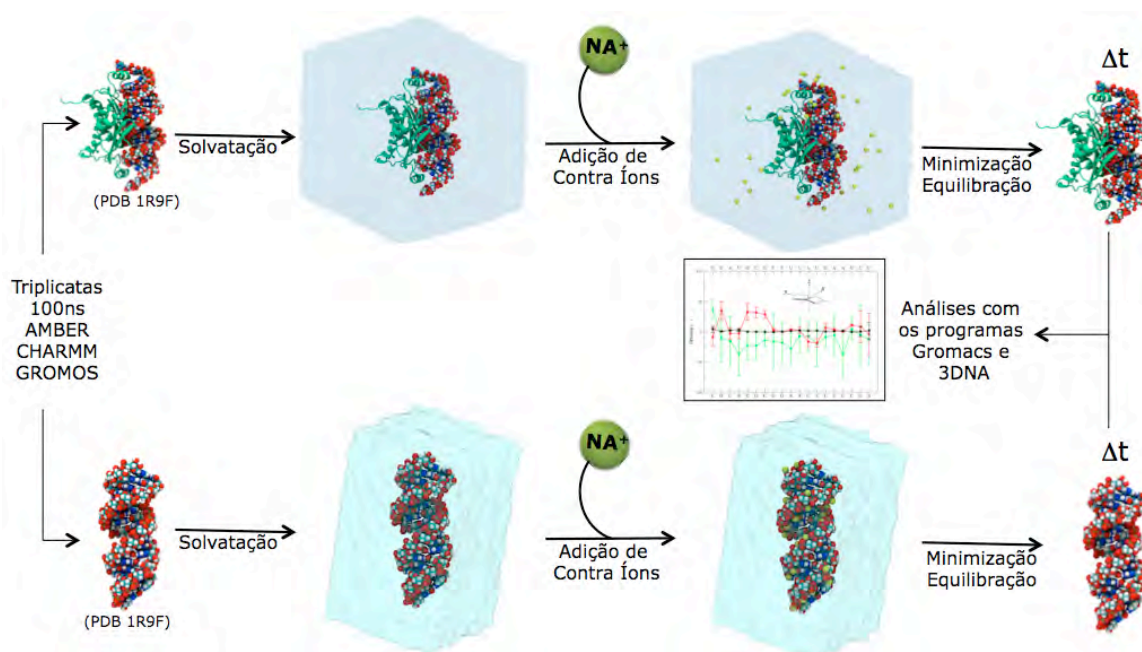 NA+
Δt
Solvatação
Adição de
Contra Íons
Minimização
Equilibração
(PDB 1R9F)
Triplicatas
100ns
AMBER
CHARMM
GROMOS
Análises com
os programas
Gromacs e
3DNA
NA+
Δt
Solvatação
Adição de
Contra Íons
Minimização
Equilibração
(PDB 1R9F)